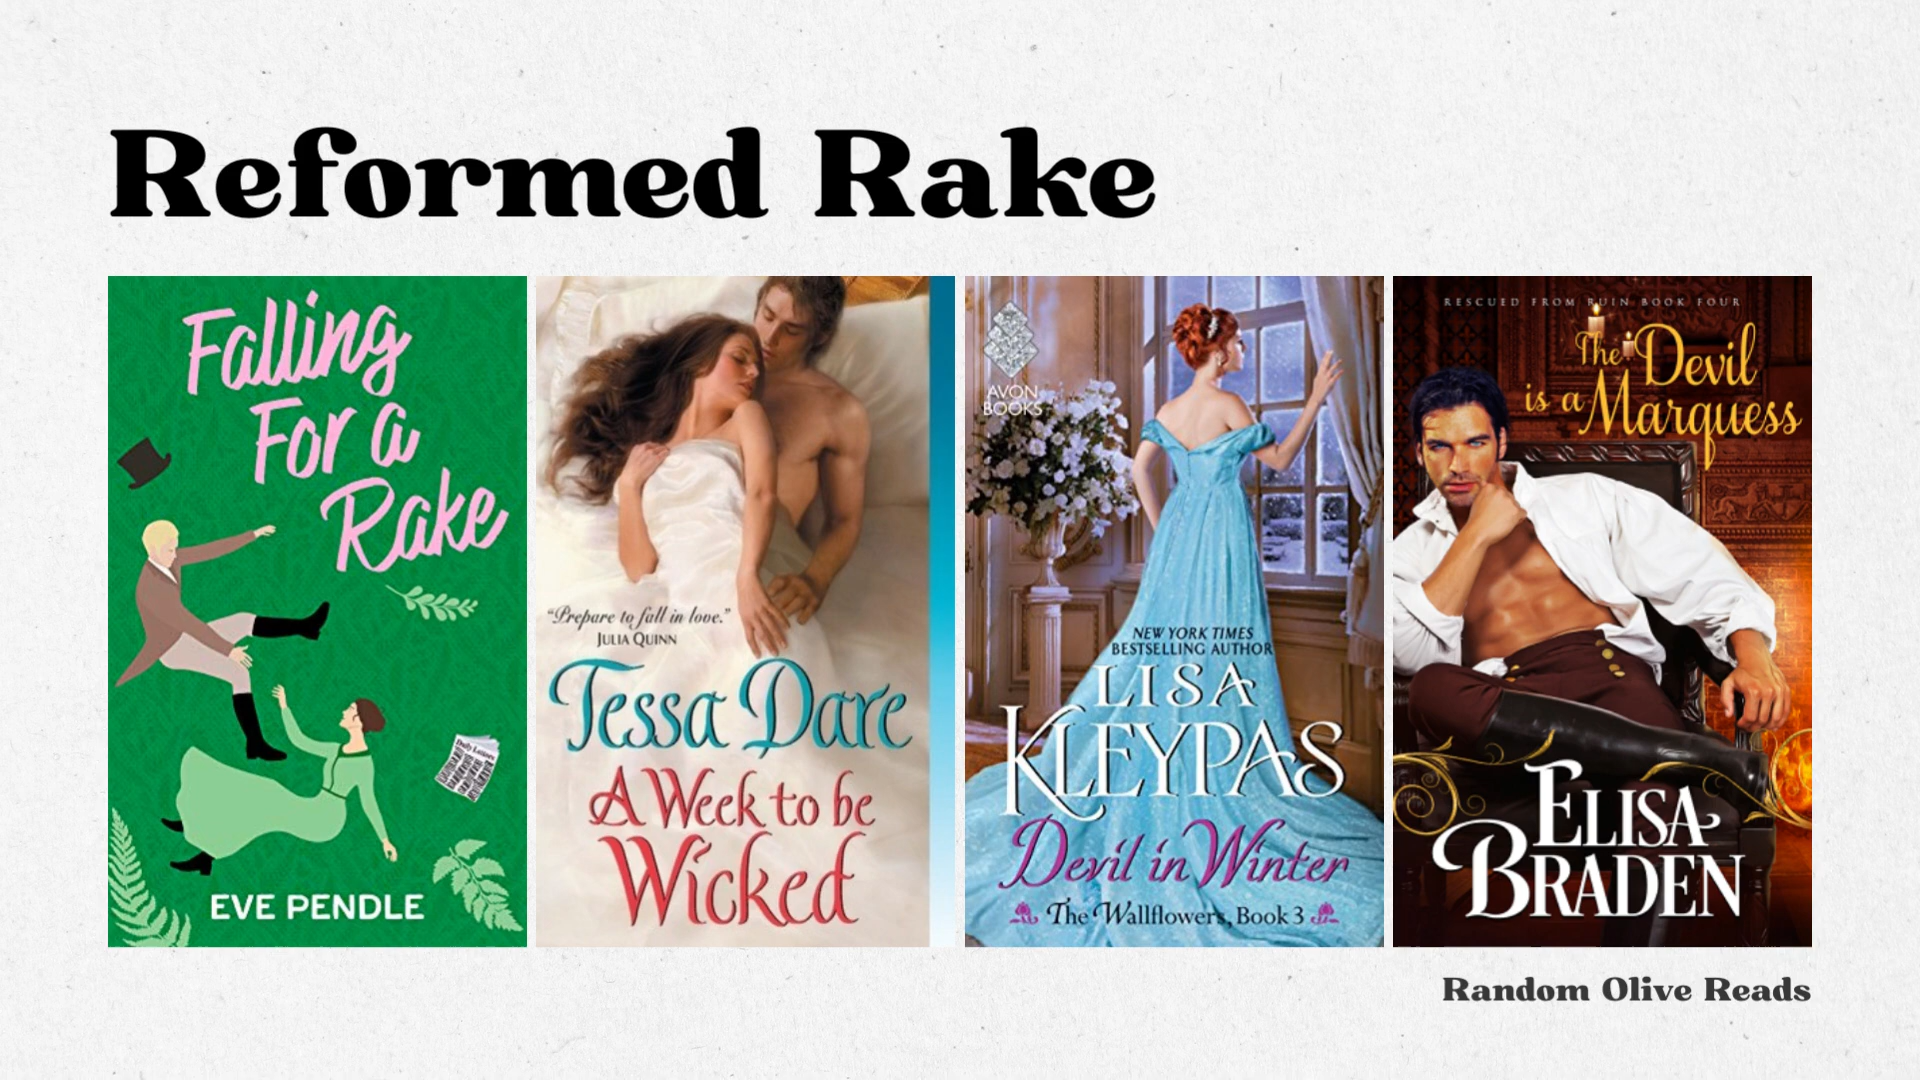 Reformed Rake
Falling
For a
Rake
EVE PENDLE
"Prepare to fall in love."
JULIA QUINN
Tessa Dare
A Week to be
Wicked
AVON
BOOKS
NEW YORK TIMES
BESTSELLING AUTHOR
LISA
KLEYPAS
Devil in Winter
The Wallflowers, Book 3
RESCUED FROM RUIN BOOK FOUR
The Devil
is a Marquess
ELISA
BRADEN
Random Olive Reads